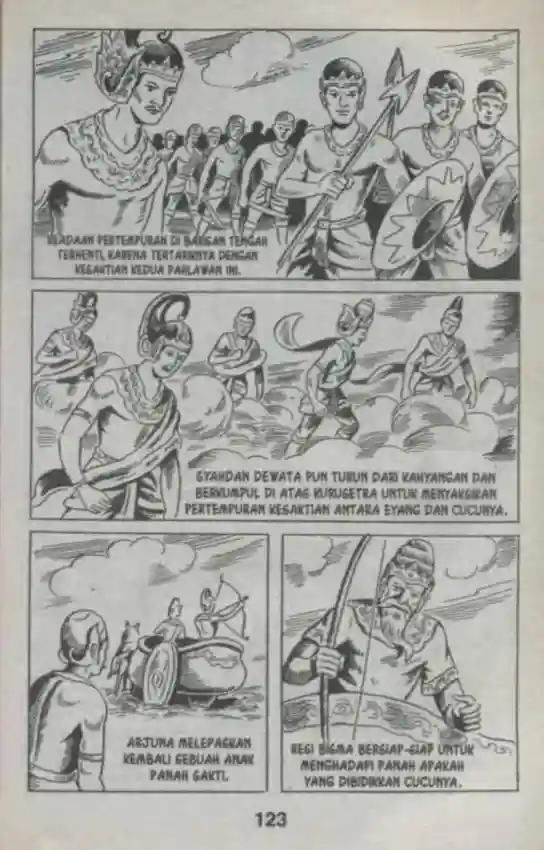 KEADAAN PERTEMPURAN DI BARISAN TENGAH
TERHENTI, KARENA TERTARIKNYA DENGAN
KESAKTIAN KEDUA PAHLAWAN INI.
SYAHDAN DEWATA PUN TURUN DARI KAHYANGAN DAN
BERKUMPUL DI ATAS KURUSETRA UNTUK MENYAKSIKAN
PERTEMPURAN KESAKTIAN ANTARA EYANG DAN CUCUNYA.
ARJUNA MELEPASKAN
KEMBALI SEBUAH ANAK
PANAH SAKTI.
RESI BISMA BERSIAP-SIAP UNTUK
MENGHADAPI PANAH APAKAH
YANG DIBIDIKKAN CUCUNYA.
123